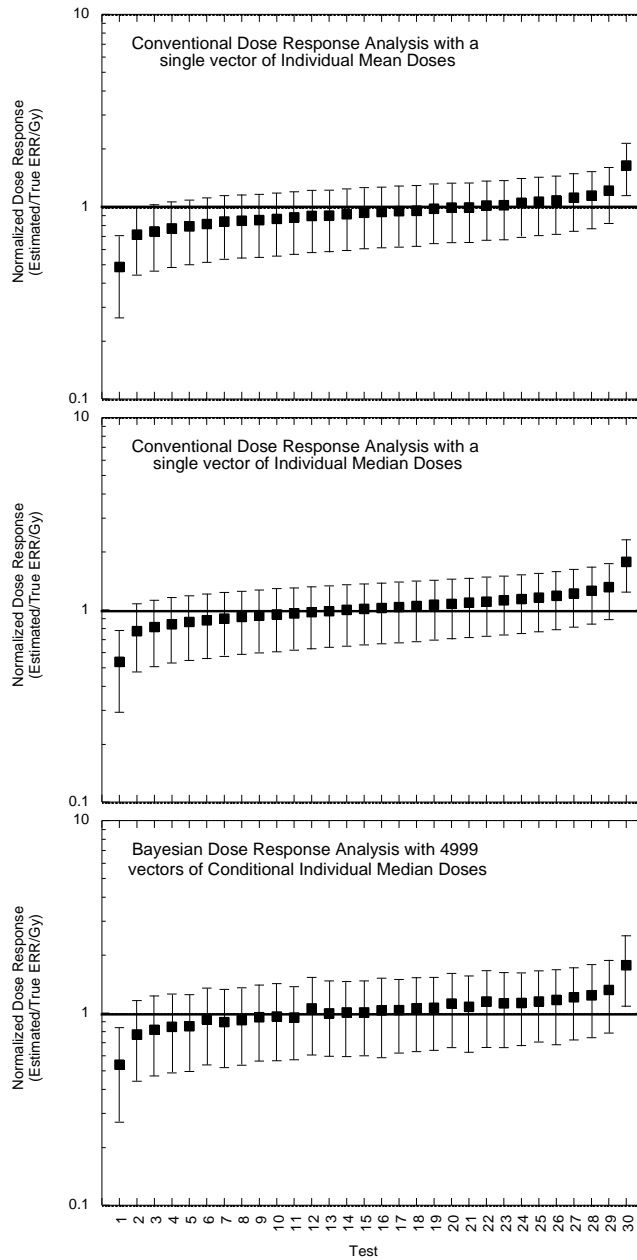 10
Conventional Dose Response Analysis with a
single vector of Individual Mean Doses
Normalized Dose Response
(Estimated/True ERR/Gy)
1
0.1
10
Conventional Dose Response Analysis with a
single vector of Individual Median Doses
Normalized Dose Response
(Estimated/True ERR/Gy)
1
0.1
10
Bayesian Dose Response Analysis with 4999
vectors of Conditional Individual Median Doses
Normalized Dose Response
(Estimated/True ERR/Gy)
1
0.1
1 2 3 4 5 6 7 8 9 10 11 12 13 14 15 16 17 18 19 20 21 22 23 24 25 26 27 28 29 30
Test